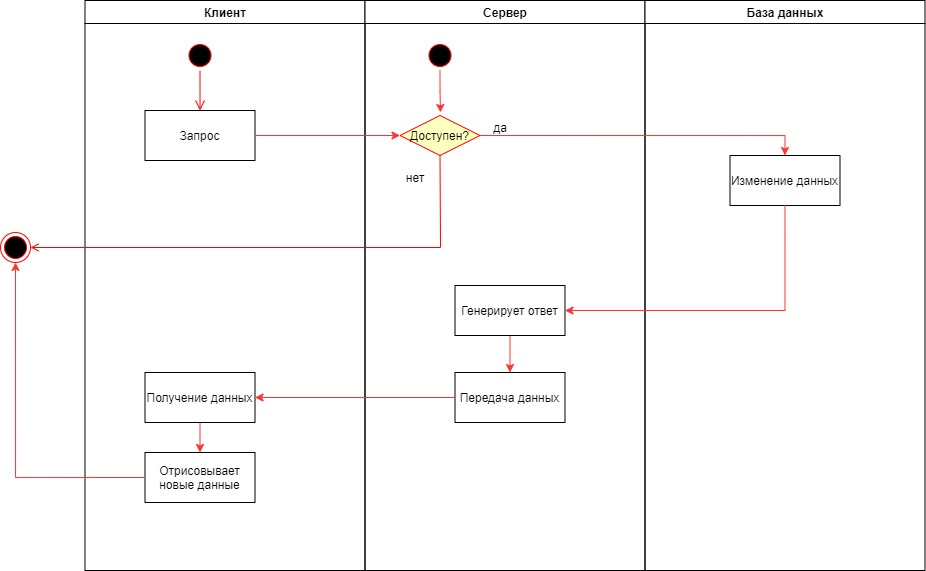 Клиент
Сервер
База данных
Запрос
Доступен?
да
нет
Изменение данных
Генерирует ответ
Передача данных
Получение данных
Отрисовывает
новые данные